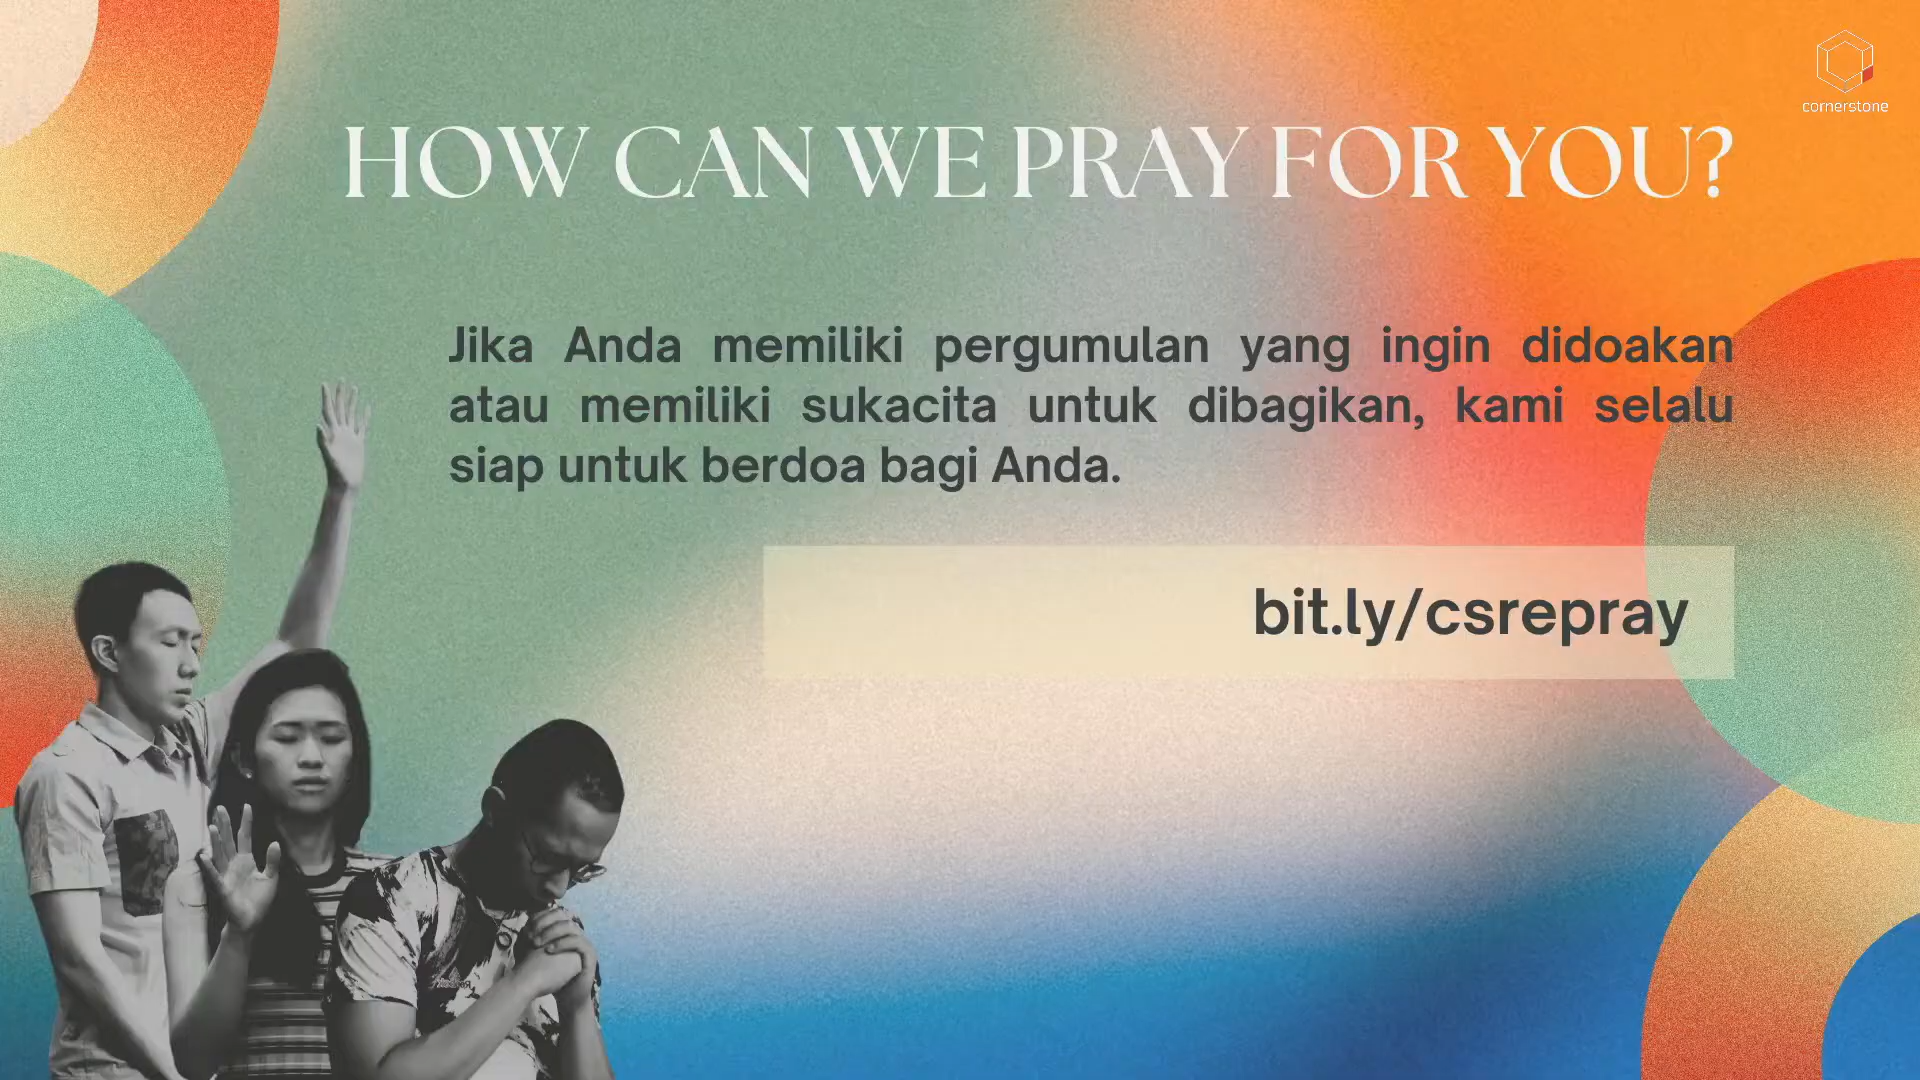 cornerstone
HOW CAN WE PRAY FOR YOU?
Jika Anda memiliki pergumulan yang ingin didoakan
atau memiliki sukacita untuk dibagikan, kami selalu
siap untuk berdoa bagi Anda.
bit.ly/csrepray